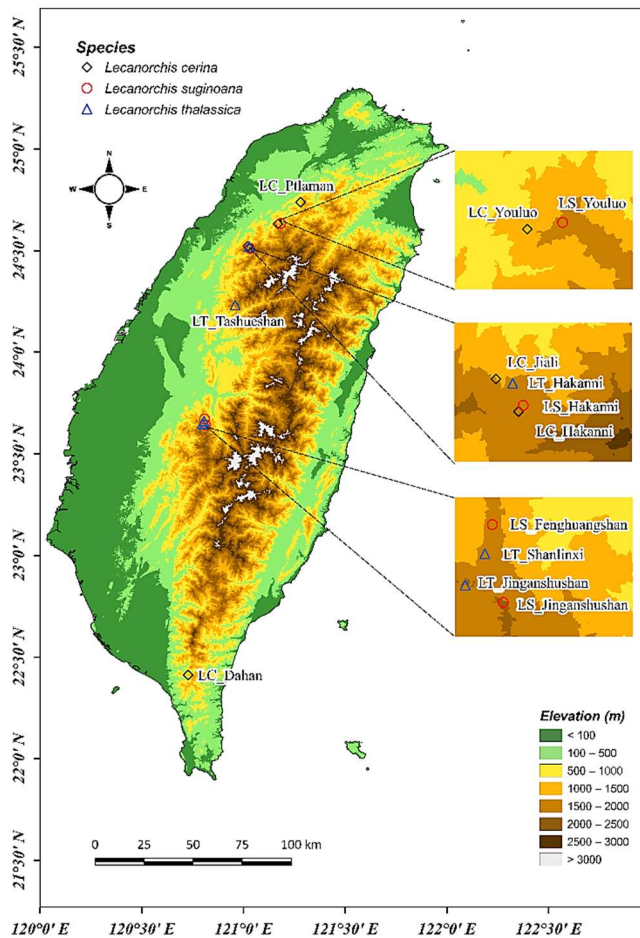 Species
Lecanorchis cerina
Lecanorchis suginoana
Lecanorchis thalassica
N
W E
S
LC_Ptlaman
LT_Tashueshan
LC_Dahan
LC_Youluo
LS_Youluo
LC_Jiali
LT_Hakanni
LS_Hakanni
LC_Hakanni
LS_Fenghuangshan
LT_Shanlinxi
LT_Jinganshushan
LS_Jinganshushan
Elevation (m)
< 100
100 – 500
500 – 1000
1000 – 1500
1500 – 2000
2000 – 2500
2500 – 3000
> 3000
0 25 50 75 100 km
25°30' N
25°0' N
24°30' N
24°0' N
23°30' N
23°0' N
22°30' N
22°0' N
21°30' N
120°0' E 120°30' E 121°0' E 121°30' E 122°0' E 122°30' E